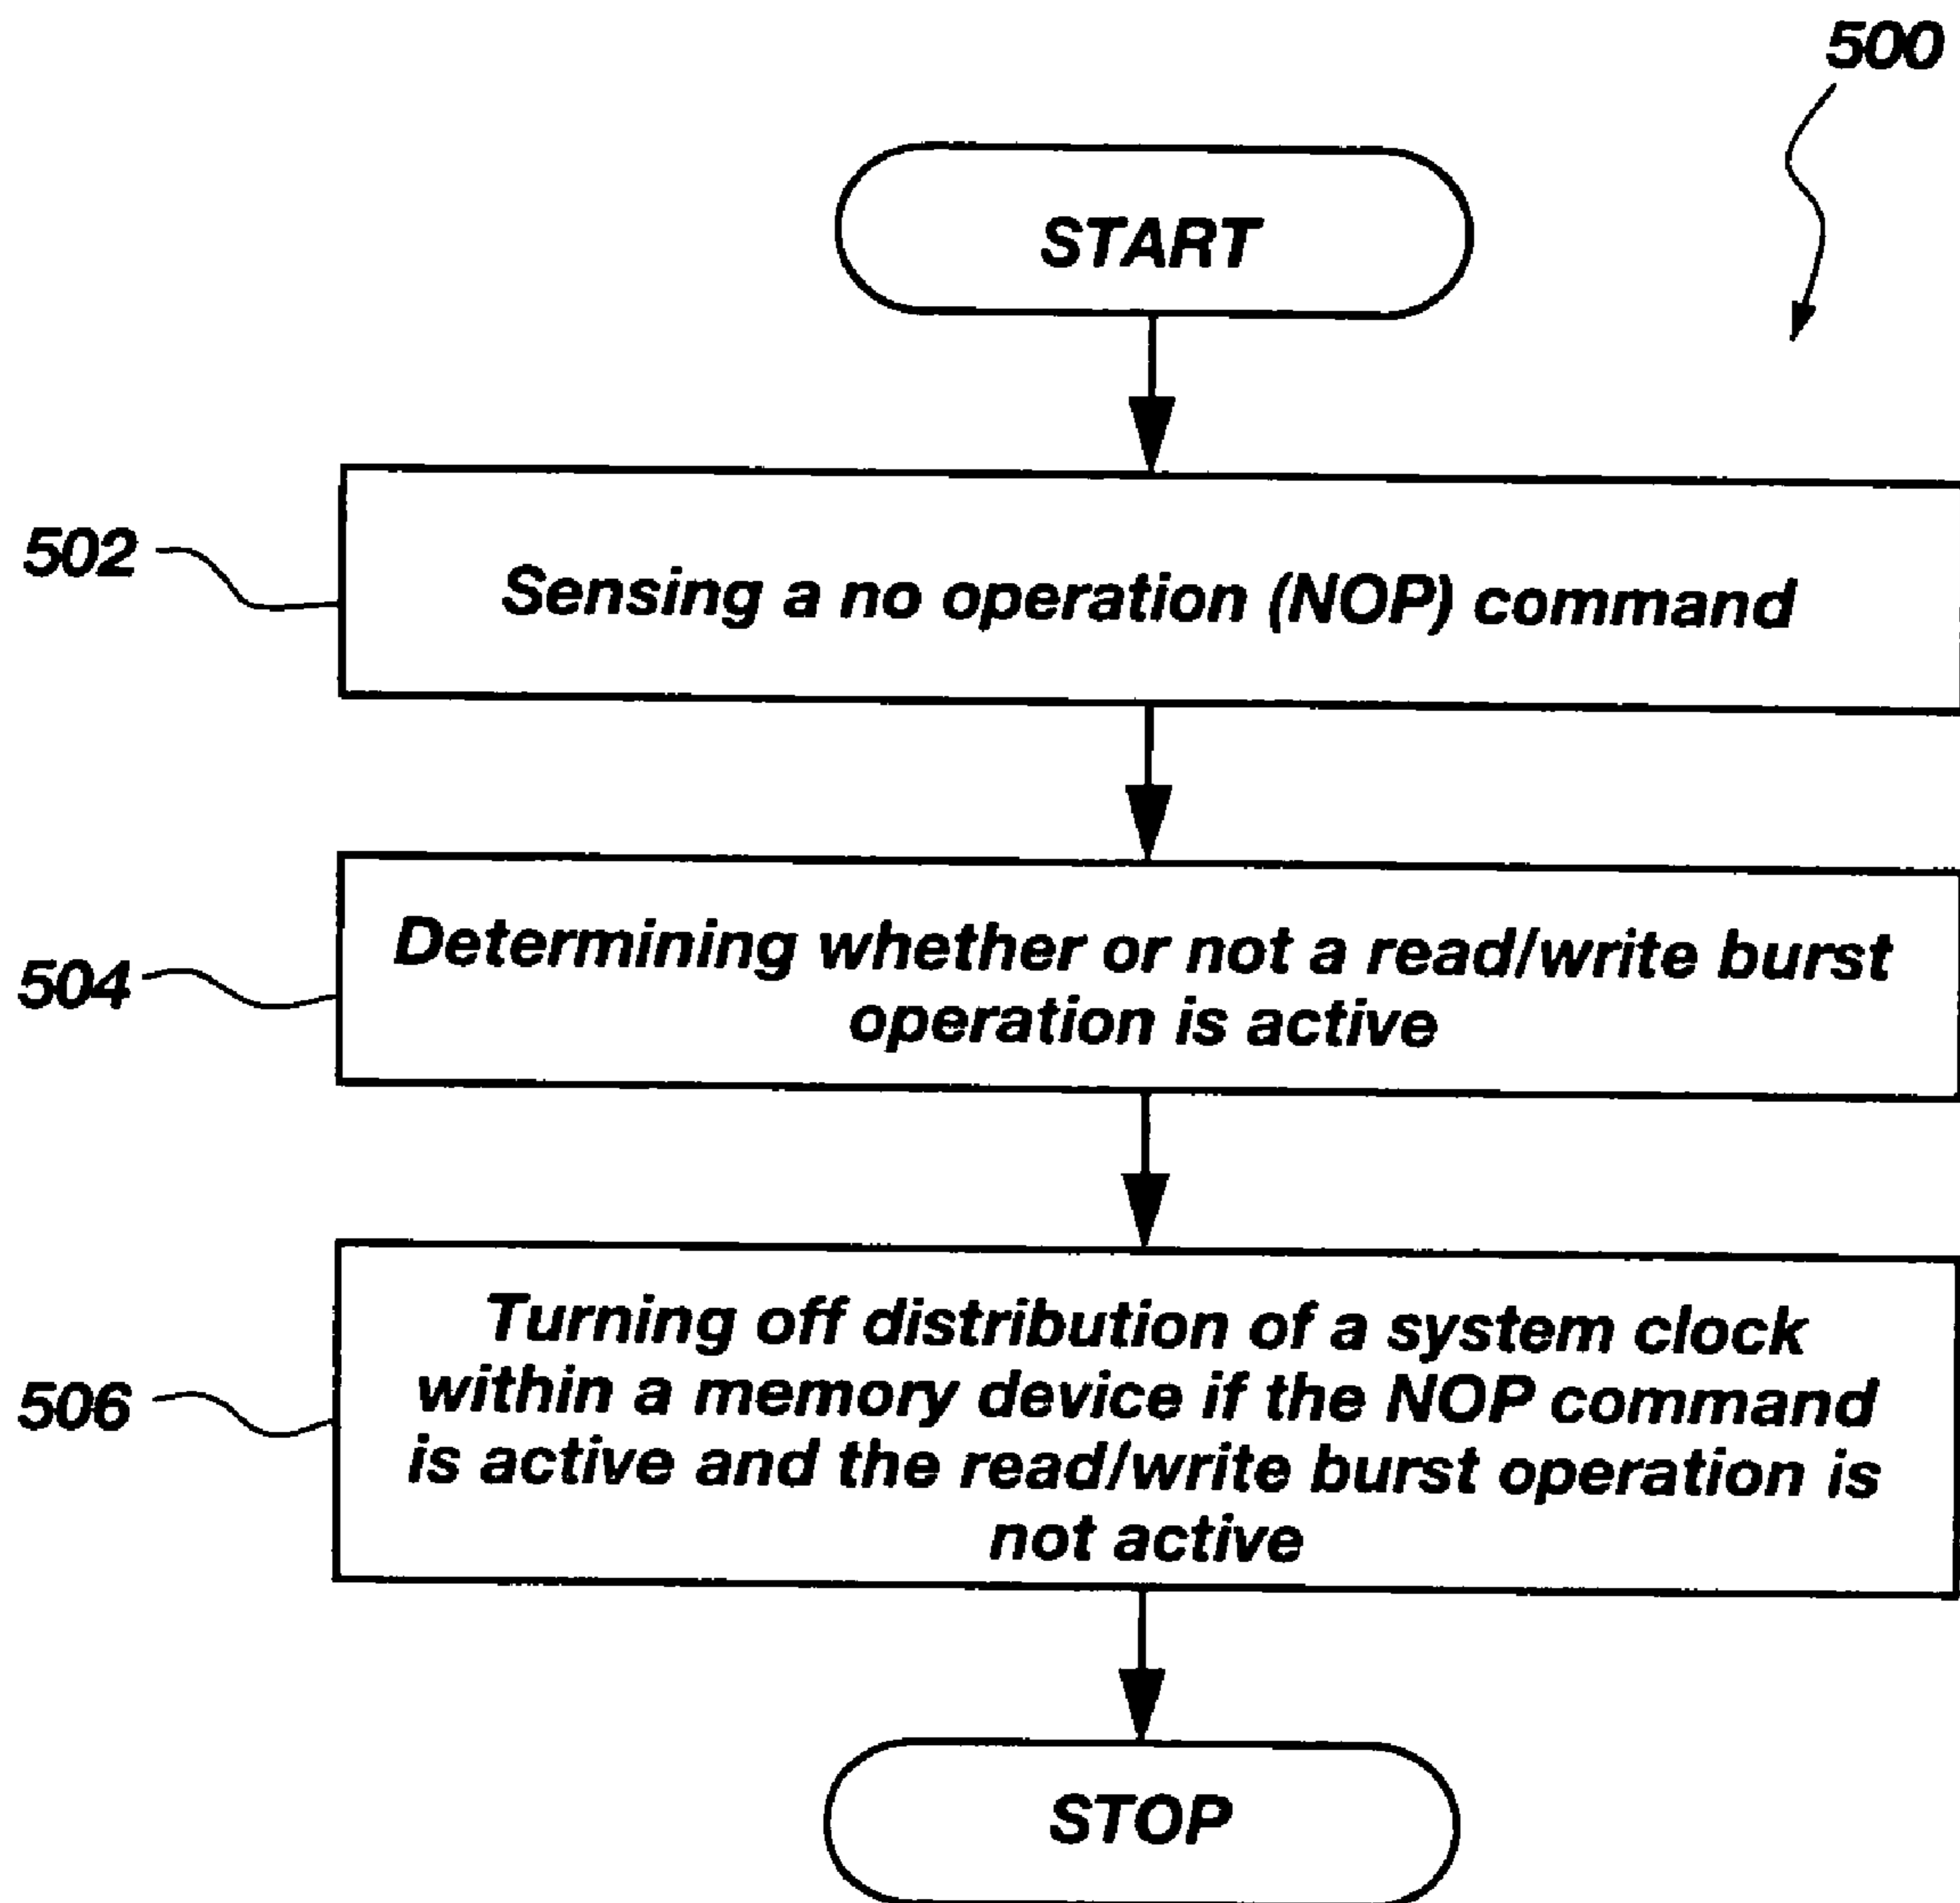 500
START
502
Sensing a no operation (NOP) command
504
Determining whether or not a read/write burst
operation is active
506
Turning off distribution of a system clock
within a memory device if the NOP command
is active and the read/write burst operation is
not active
STOP